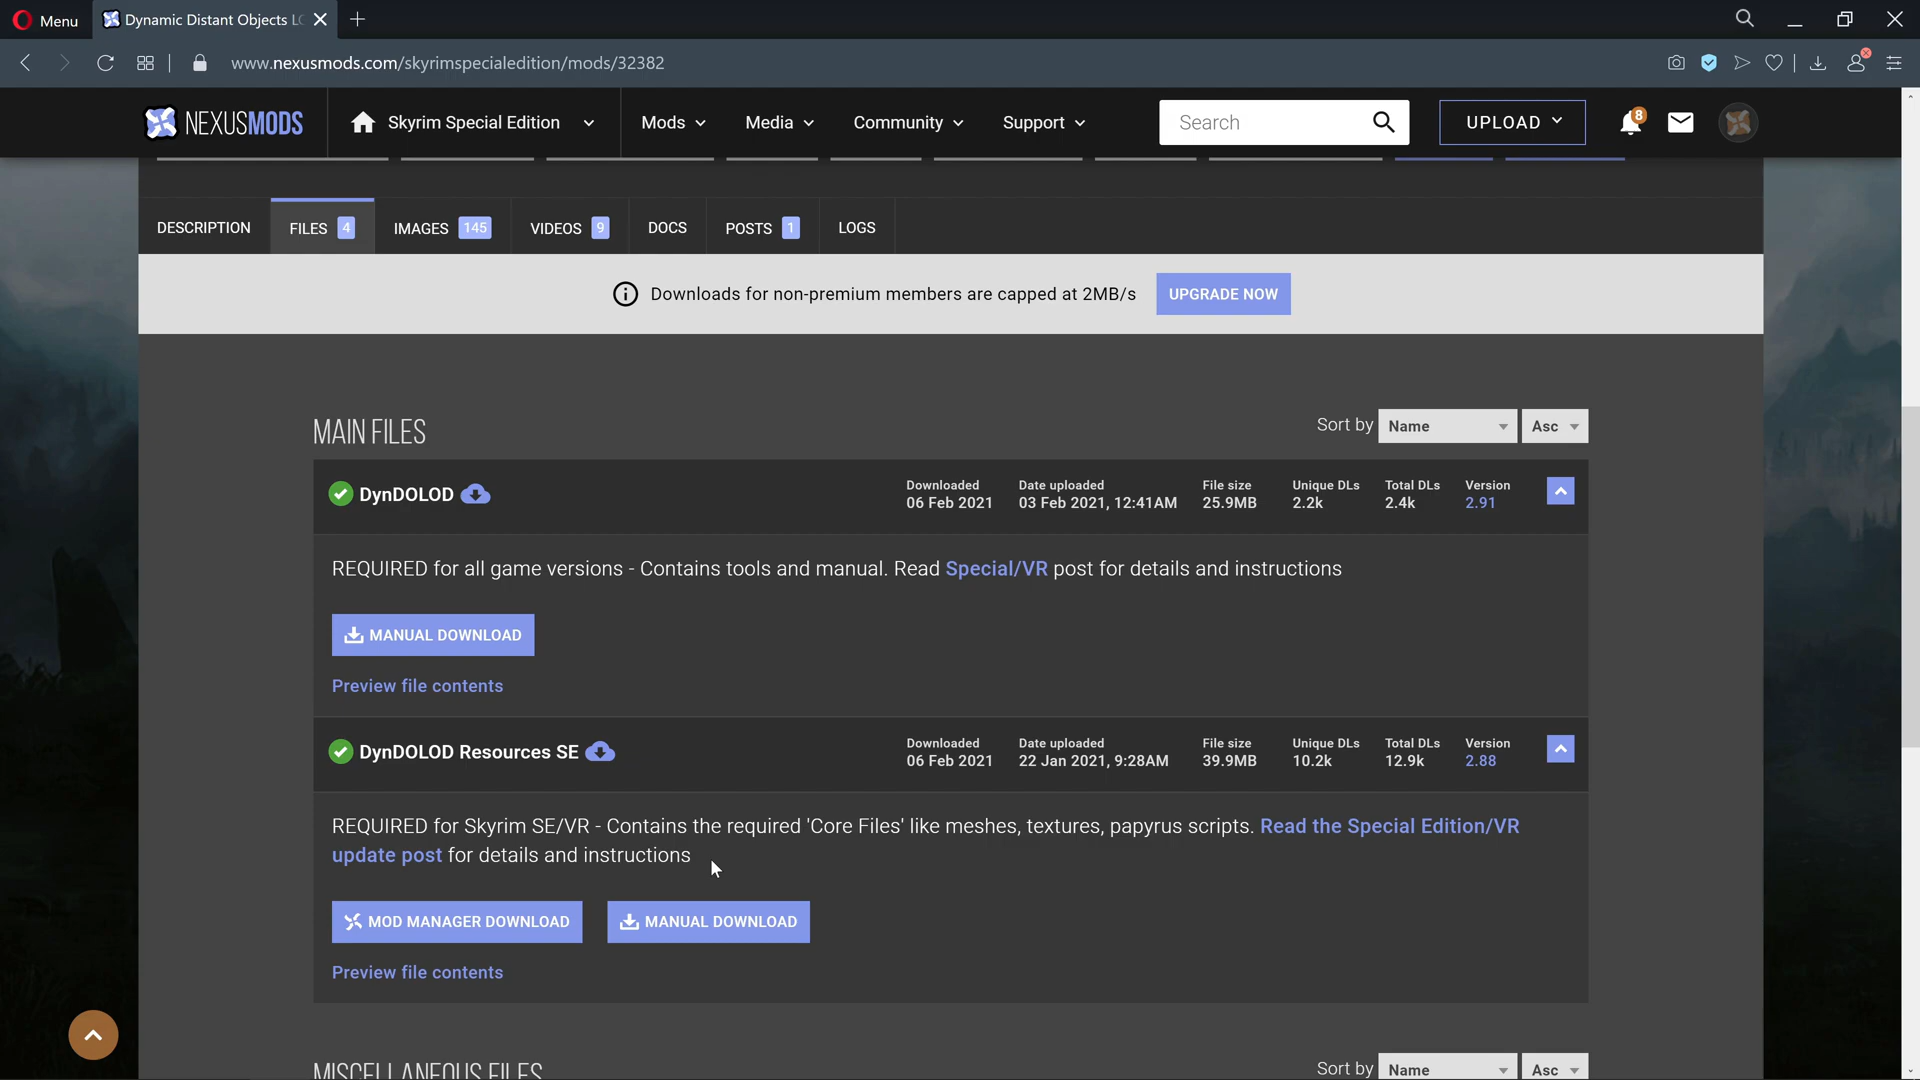 Menu
Dynamic Distant Objects LO
www.nexusmods.com/skyrimspecialedition/mods/32382
NEXUSMODS
Skyrim Special Edition
Mods
Media
Community
Support
Search
UPLOAD
8
DESCRIPTION
FILES 4
IMAGES 145
VIDEOS 9
DOCS
POSTS 1
LOGS
Downloads for non-premium members are capped at 2MB/s
UPGRADE NOW
MAIN FILES
Sort by Name Asc
DynDOLOD
Downloaded Date uploaded File size Unique DLs Total DLs Version
06 Feb 2021 03 Feb 2021, 12:41AM 25.9MB 2.2k 2.4k 2.91
REQUIRED for all game versions - Contains tools and manual. Read Special/VR post for details and instructions
MANUAL DOWNLOAD
Preview file contents
DynDOLOD Resources SE
Downloaded Date uploaded File size Unique DLs Total DLs Version
06 Feb 2021 22 Jan 2021, 9:28AM 39.9MB 10.2k 12.9k 2.88
REQUIRED for Skyrim SE/VR - Contains the required 'Core Files' like meshes, textures, papyrus scripts. Read the Special Edition/VR
update post for details and instructions
MOD MANAGER DOWNLOAD
MANUAL DOWNLOAD
Preview file contents
MISCELLANEOUS FILES
Sort by Name Asc